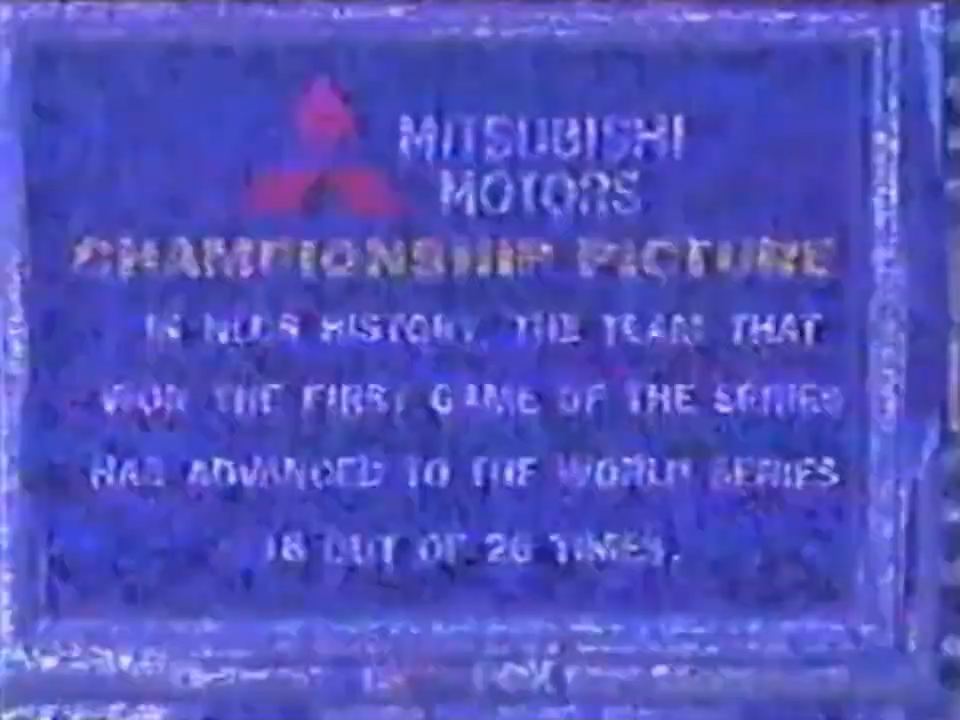 MITSUBISHI
MOTORS
CHAMPIONSHIP PICTURE
IN NLCS HISTORY, THE TEAM THAT
WON THE FIRST GAME OF THE SERIES
HAS ADVANCED TO THE WORLD SERIES
18 OUT OF 26 TIMES.
FOX